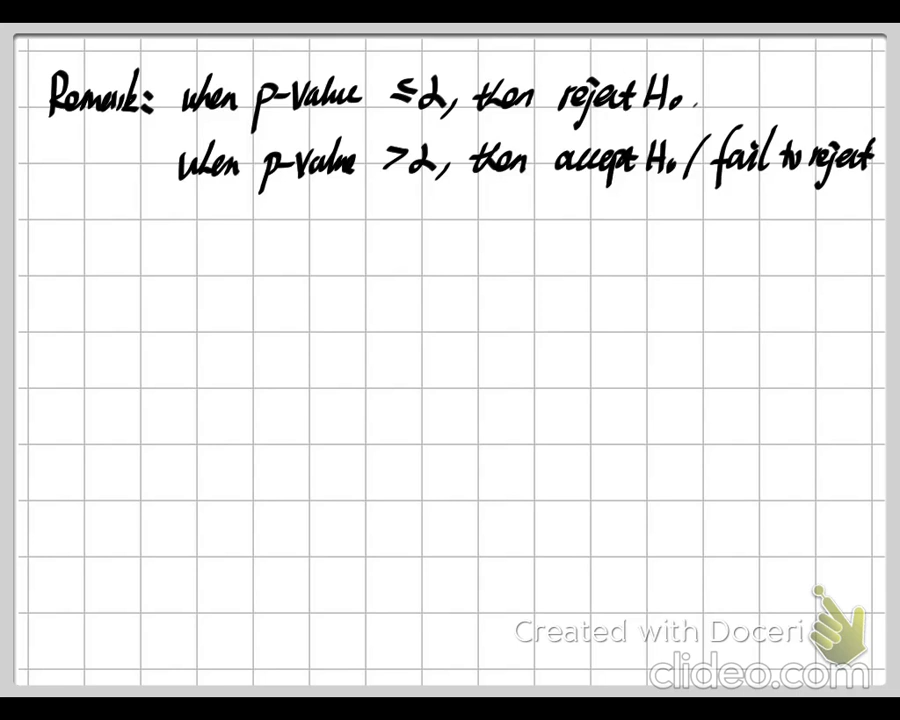 Remark: when p-value ≤ α, then reject H₀.
when p-value > α, then accept H₀ / fail to reject
Created with Doceri
clideo.com